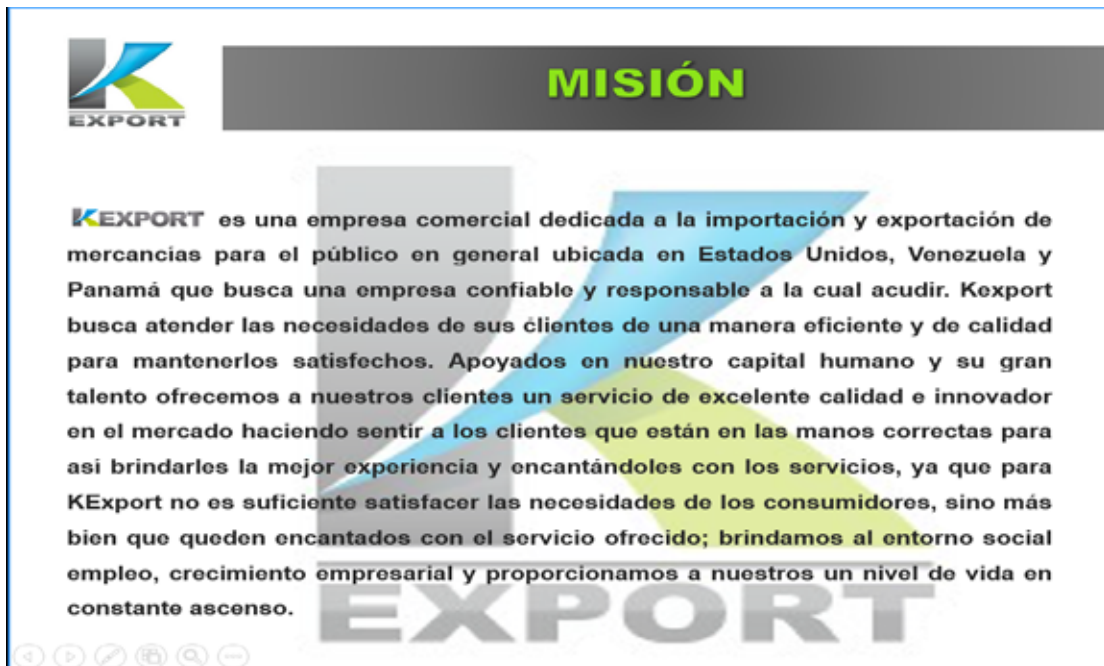 EXPORT
MISIÓN
KEXPORT es una empresa comercial dedicada a la importación y exportación de
mercancías para el público en general ubicada en Estados Unidos, Venezuela y
Panamá que busca una empresa confiable y responsable a la cual acudir. Kexport
busca atender las necesidades de sus clientes de una manera eficiente y de calidad
para mantenerlos satisfechos. Apoyados en nuestro capital humano y su gran
talento ofrecemos a nuestros clientes un servicio de excelente calidad e innovador
en el mercado haciendo sentir a los clientes que están en las manos correctas para
así brindarles la mejor experiencia y encantándoles con los servicios, ya que para
KExport no es suficiente satisfacer las necesidades de los consumidores, sino más
bien que queden encantados con el servicio ofrecido; brindamos al entorno social
empleo, crecimiento empresarial y proporcionamos a nuestros un nivel de vida en
constante ascenso.
EXPORT